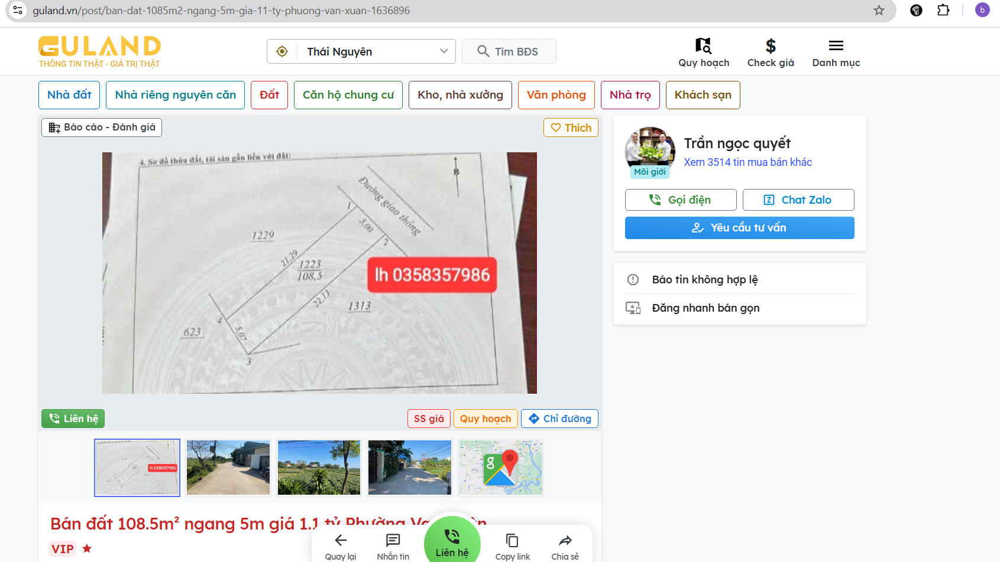 guland.vn/post/ban-dat-1085m2-ngang-5m-gia-11-ty-phuong-van-xuan-1636896
b
GULAND
THÔNG TIN THẬT - GIÁ TRỊ THẬT
Thái Nguyên
Tìm BĐS
Quy hoạch
Check giá
Danh mục
Nhà đất
Nhà riêng nguyên căn
Đất
Căn hộ chung cư
Kho, nhà xưởng
Văn phòng
Nhà trọ
Khách sạn
Báo cáo - Đánh giá
Thích
4. Sơ đồ thửa đất, tài sản gắn liền với đất:
B
Đường giao thông
1
5,00
2
1229
21,29
1223
108,5
lh 0358357986
22,13
1313
4
5,07
623
3
Liên hệ
SS giá
Quy hoạch
Chỉ đường
lh 0358357986
Trần ngọc quyết
Xem 3514 tin mua bán khác
Môi giới
Gọi điện
Chat Zalo
Yêu cầu tư vấn
Báo tin không hợp lệ
Đăng nhanh bán gọn
Bán đất 108.5m² ngang 5m giá 1.1 tỷ Phường
VIP
Quay lại
Nhắn tin
Liên hệ
Copy link
Chia sẻ